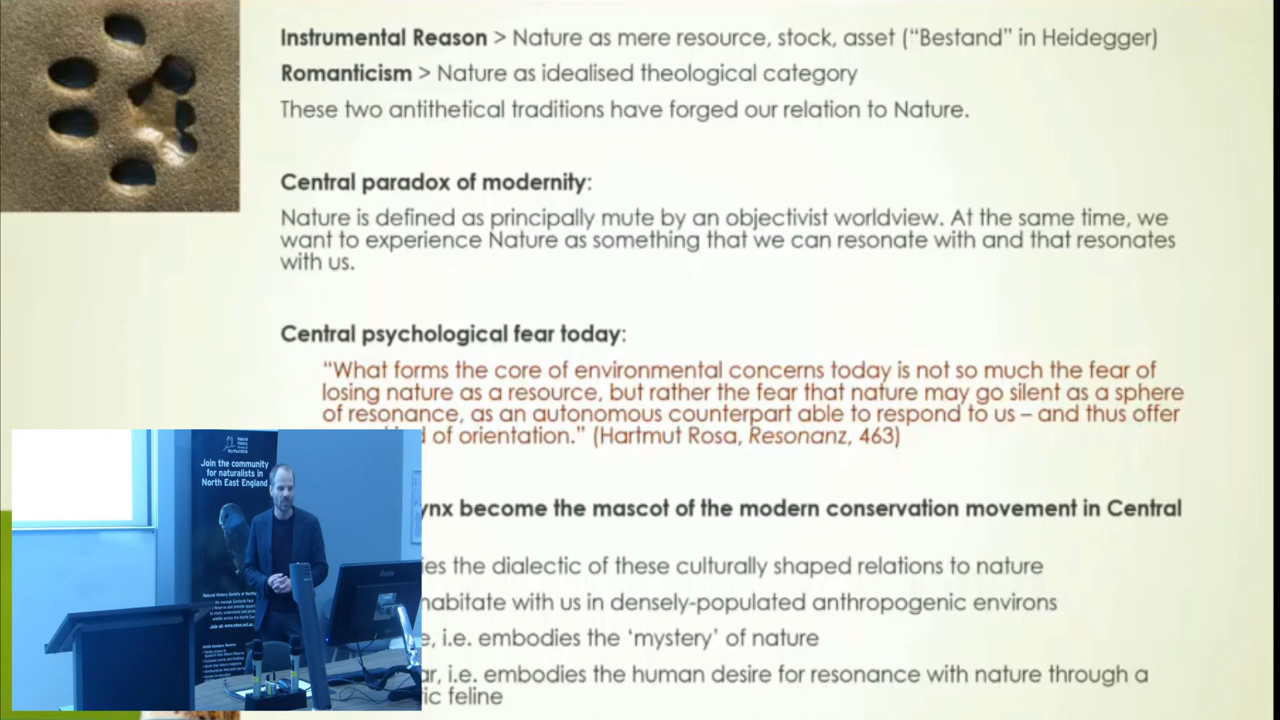 Instrumental Reason > Nature as mere resource, stock, asset (“Bestand” in Heidegger)
Romanticism > Nature as idealised theological category
These two antithetical traditions have forged our relation to Nature.
Central paradox of modernity:
Nature is defined as principally mute by an objectivist worldview. At the same time, we
want to experience Nature as something that we can resonate with and that resonates
with us.
Central psychological fear today:
“What forms the core of environmental concerns today is not so much the fear of
losing nature as a resource, but rather the fear that nature may go silent as a sphere
of resonance, as an autonomous counterpart able to respond to us – and thus offer
of orientation.” (Hartmut Rosa, Resonanz, 463)
ynx become the mascot of the modern conservation movement in Central
ies the dialectic of these culturally shaped relations to nature
habitate with us in densely-populated anthropogenic environs
e, i.e. embodies the ‘mystery’ of nature
ar, i.e. embodies the human desire for resonance with nature through a
ic feline
Natural
History
Join the community
for naturalists in
North East England